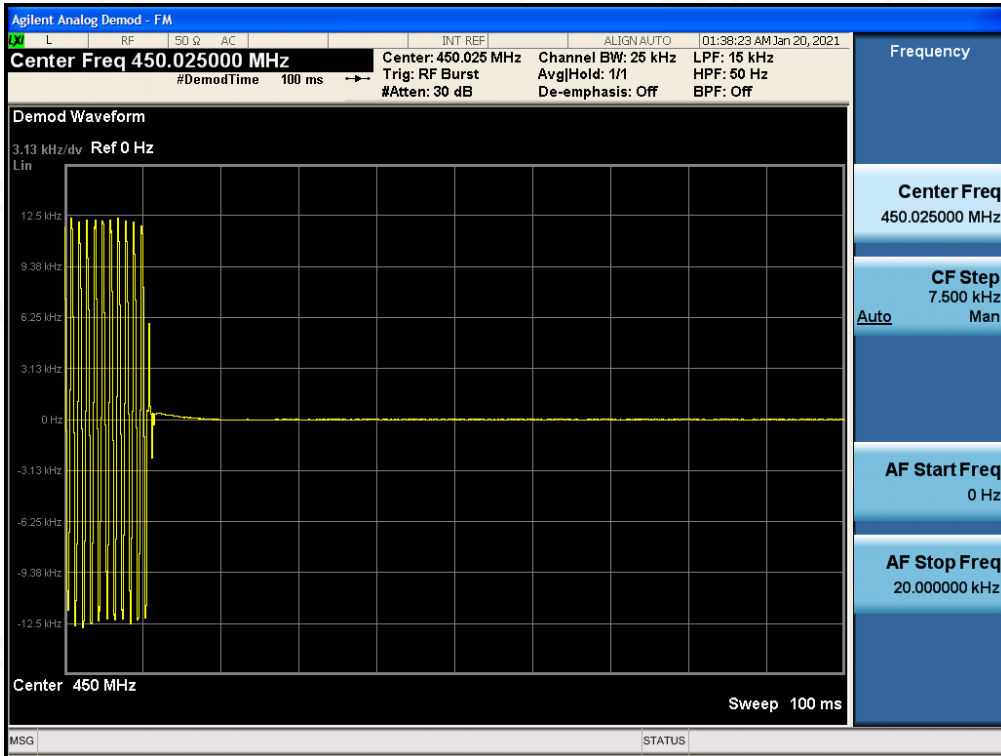 Agilent Analog Demod - FM
LXI L RF 50 Ω AC INT REF ALIGN AUTO 01:38:23 AM Jan 20, 2021
Center Freq 450.025000 MHz
#DemodTime 100 ms
Center: 450.025 MHz Channel BW: 25 kHz LPF: 15 kHz
Trig: RF Burst Avg|Hold: 1/1 HPF: 50 Hz
#Atten: 30 dB De-emphasis: Off BPF: Off
Demod Waveform
3.13 kHz/dv Ref 0 Hz
Lin
12.5 kHz
9.38 kHz
6.25 kHz
3.13 kHz
0 Hz
-3.13 kHz
-6.25 kHz
-9.38 kHz
-12.5 kHz
Center 450 MHz
Sweep 100 ms
MSG STATUS
Frequency
Center Freq
450.025000 MHz
CF Step
7.500 kHz
Auto Man
AF Start Freq
0 Hz
AF Stop Freq
20.000000 kHz